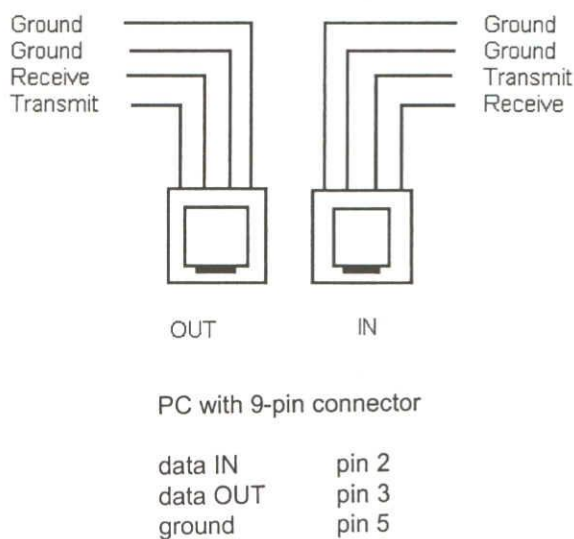 Ground Ground
Ground Ground
Receive Transmit
Transmit Receive
OUT IN
PC with 9-pin connector
data IN pin 2
data OUT pin 3
ground pin 5